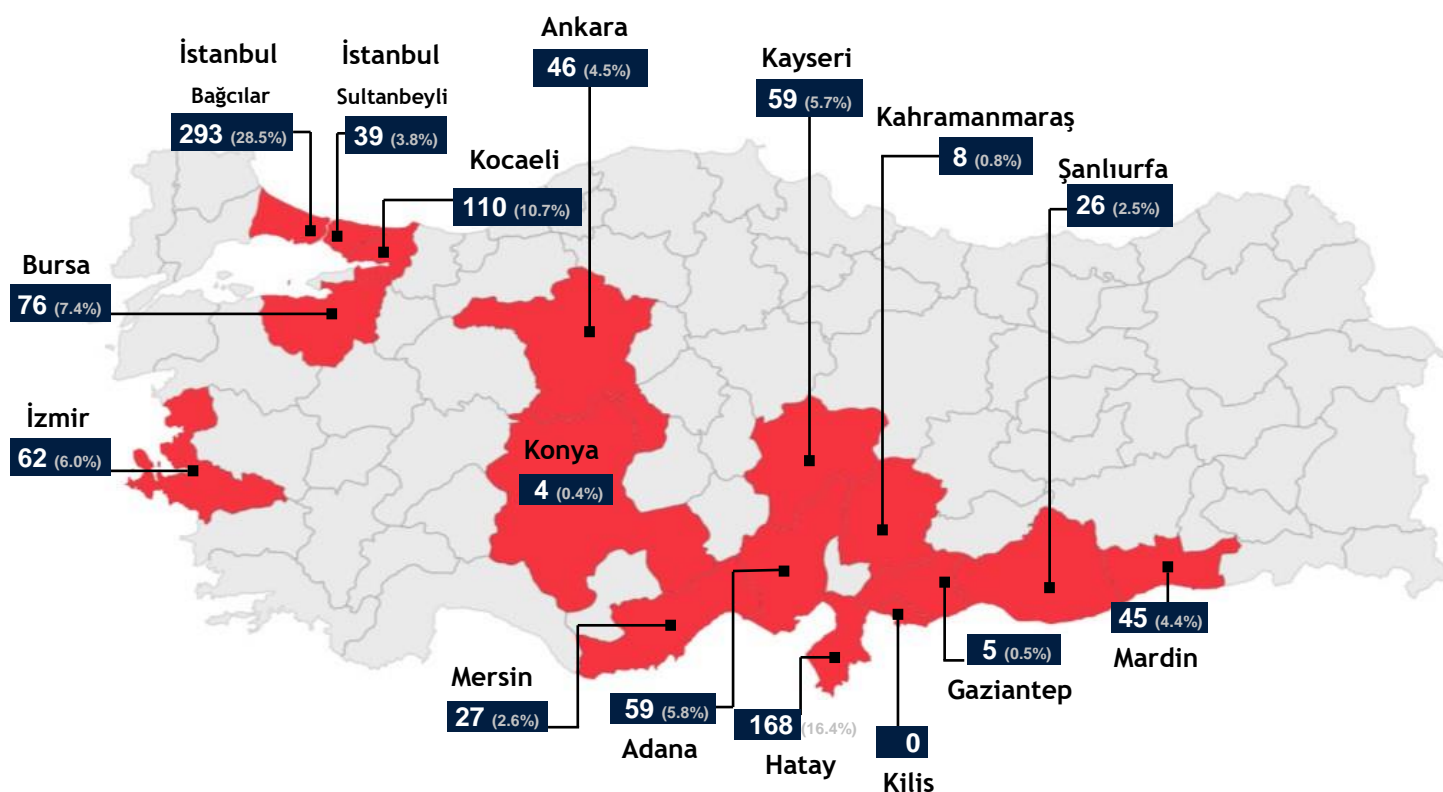 İstanbul
Bağcılar
293 (28.5%)
İstanbul
Sultanbeyli
39 (3.8%)
Ankara
46 (4.5%)
Kayseri
59 (5.7%)
Kahramanmaraş
8 (0.8%)
Şanlıurfa
26 (2.5%)
Kocaeli
110 (10.7%)
Bursa
76 (7.4%)
İzmir
62 (6.0%)
Konya
4 (0.4%)
Mersin
27 (2.6%)
59 (5.8%)
Adana
168 (16.4%)
Hatay
0
Kilis
5 (0.5%)
Gaziantep
45 (4.4%)
Mardin